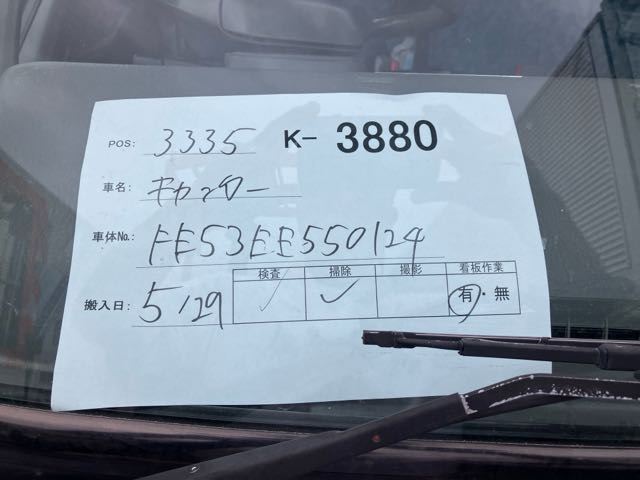 POS: 3335 K- 3880
車名: キャンター
車体No.: FE53EE550124
検査 掃除 撮影 看板作業
搬入日: 5/29 ✓ ✓ 有・無